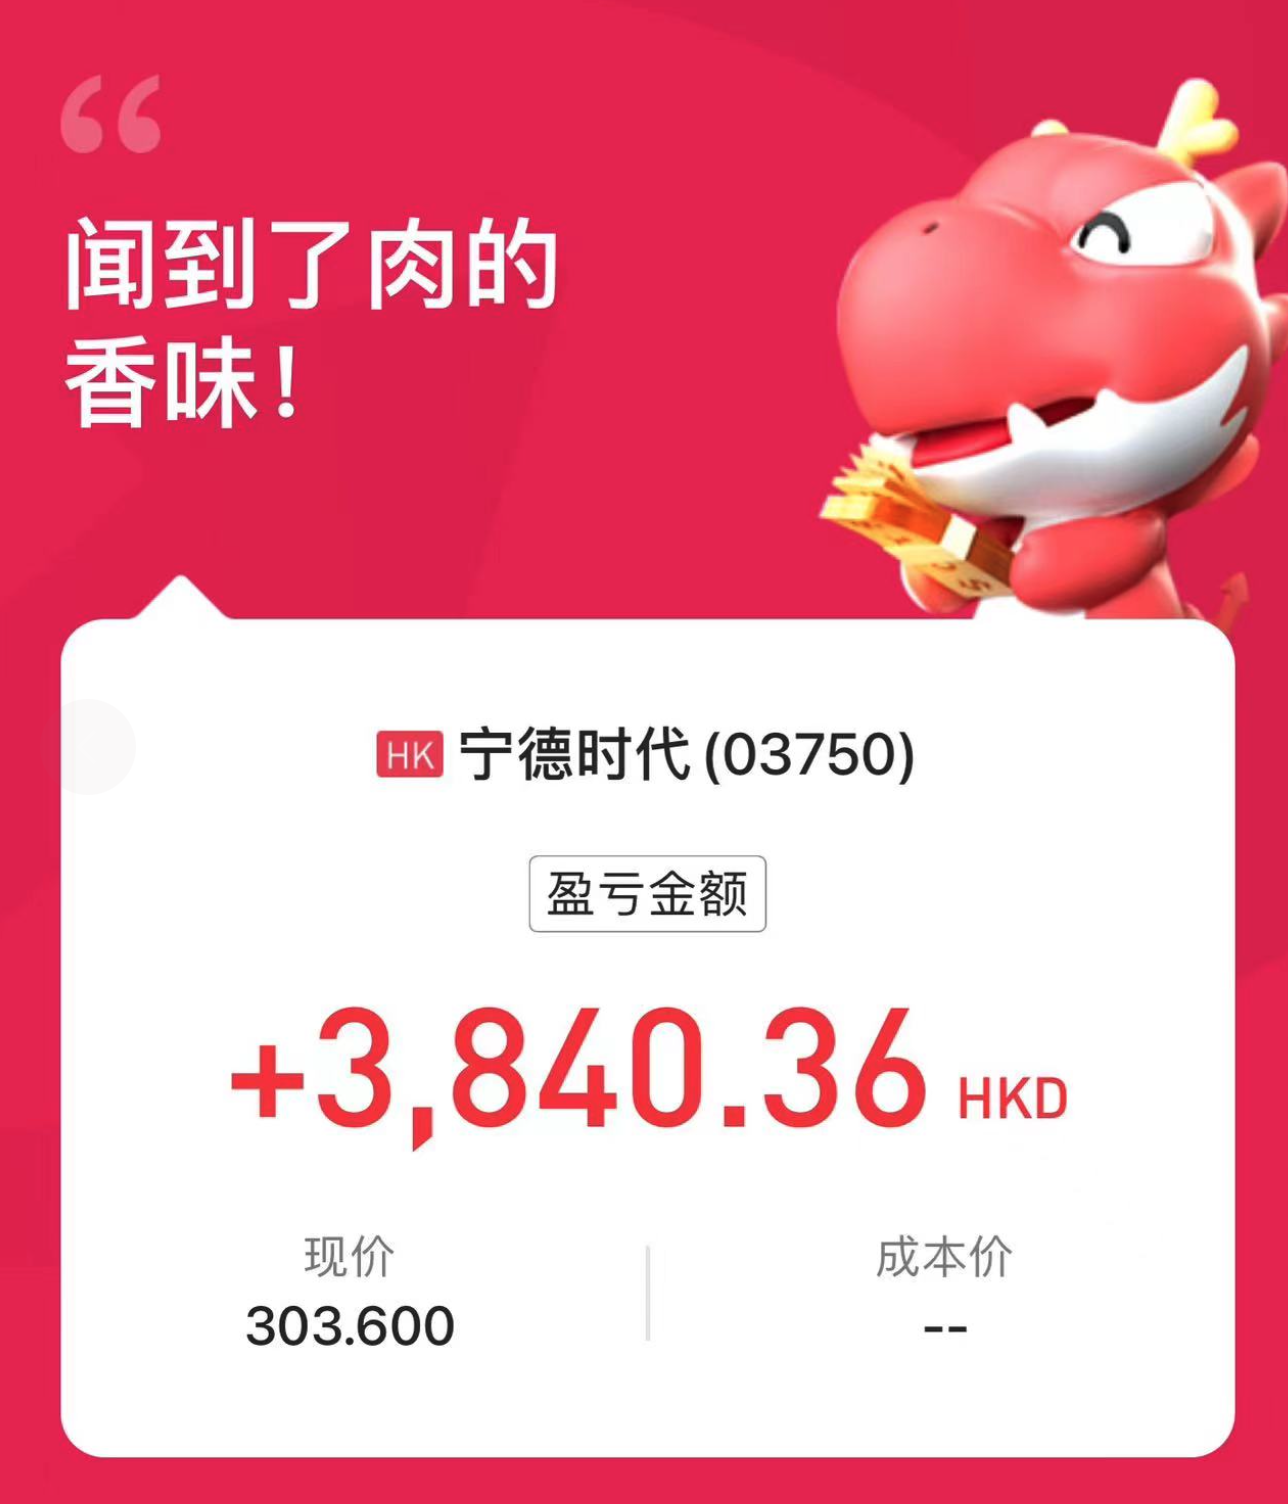 闻到了肉的
香味！
HK 宁德时代(03750)
盈亏金额
+3,840.36 HKD
现价
303.600
成本价
--